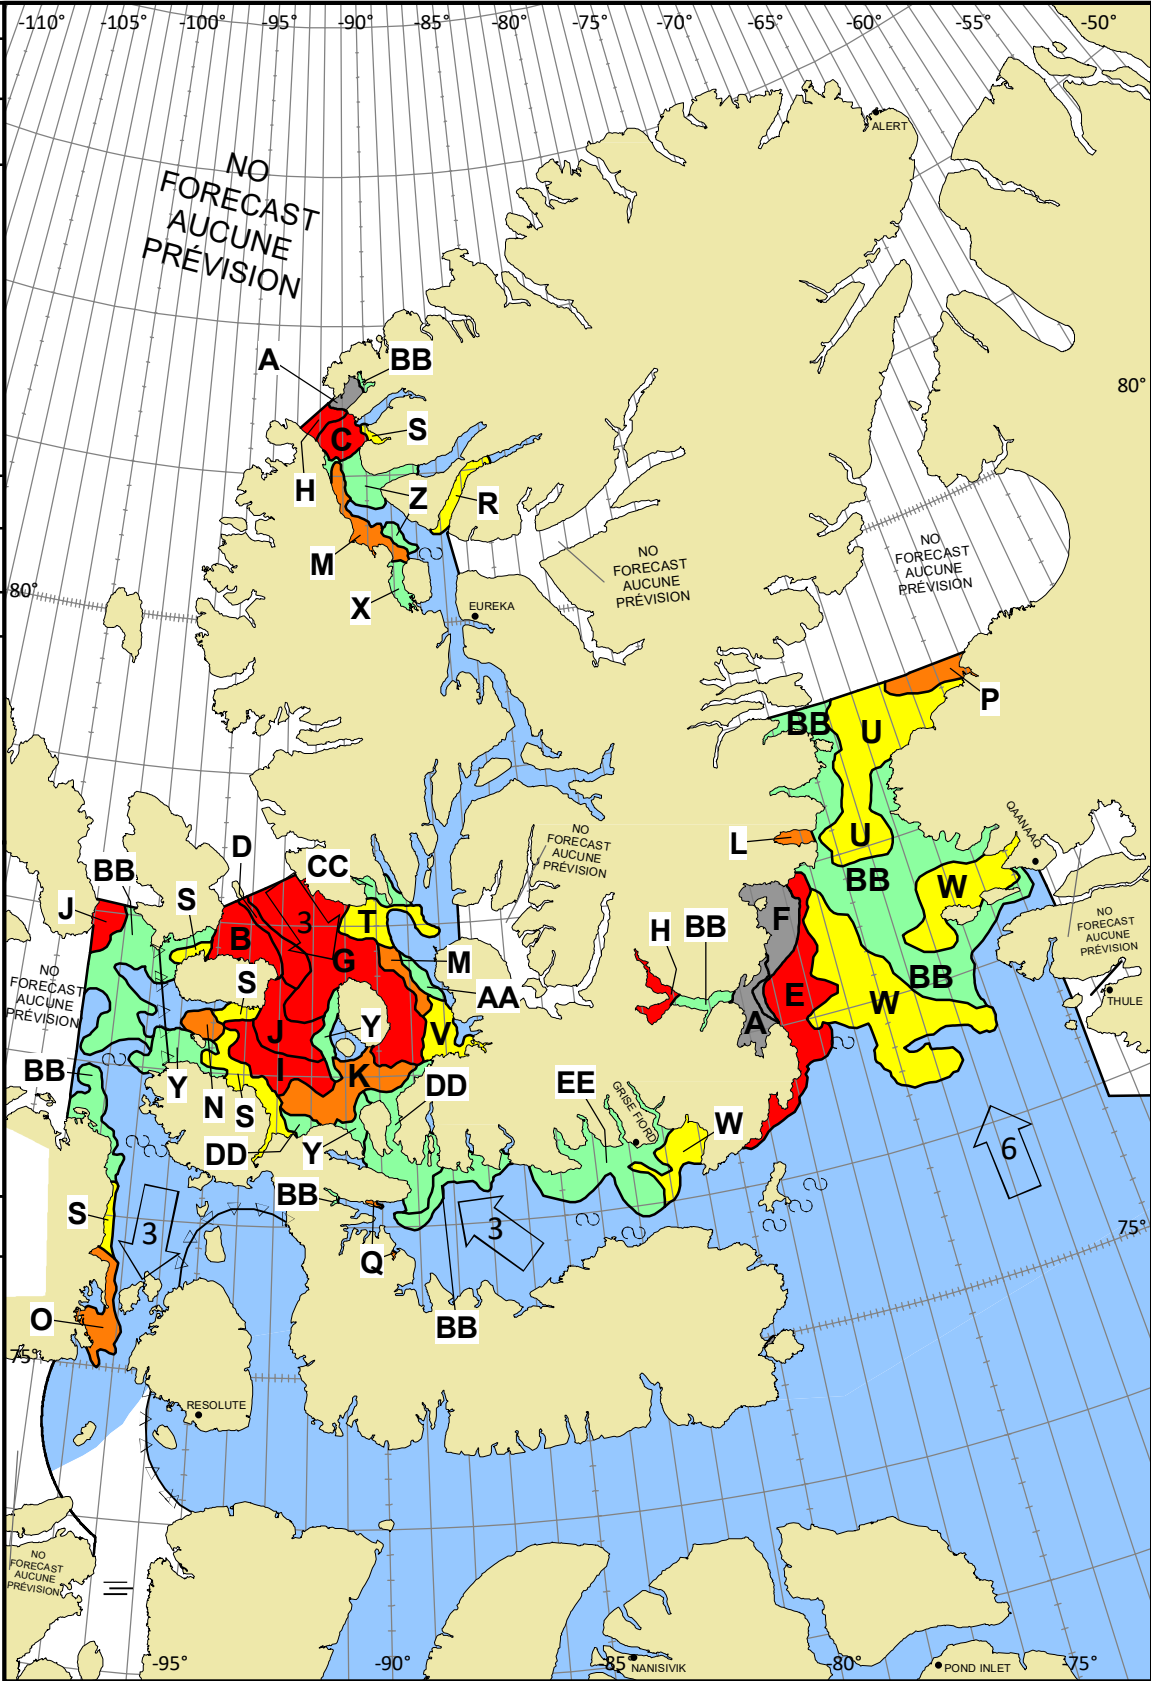 -110° -105° -100° -95° -90° -85° -80° -75 -70° -65° -60° -55° -50°
ALERT
NO
FORECAST
AUCUNE
PRÉVISION
A
BB
80°
C
S
H
Z
R
M
NO
FORECAST
AUCUNE
PRÉVISION
NO
FORECAST
AUCUNE
PRÉVISION
80°
X
EUREKA
P
BB
U
QAANAAQ
D
NO
FORECAST
AUCUNE
PRÉVISION
L
U
CC
BB
S
BB
W
J
3
T
F
B
H
BB
NO
FORECAST
AUCUNE
PRÉVISION
G
M
NO
FORECAST
AUCUNE
PRÉVISION
S
BB
AA
E
THULE
J
Y
V
A
W
BB
I
K
DD
EE
Y
N
S
GRISE FIORD
W
DD
Y
6
BB
S
3
3
75°
Q
O
BB
75°
RESOLUTE
NO
FORECAST
AUCUNE
PRÉVISION
-95° -90° -85° -80° -75°
NANISIVIK
POND INLET